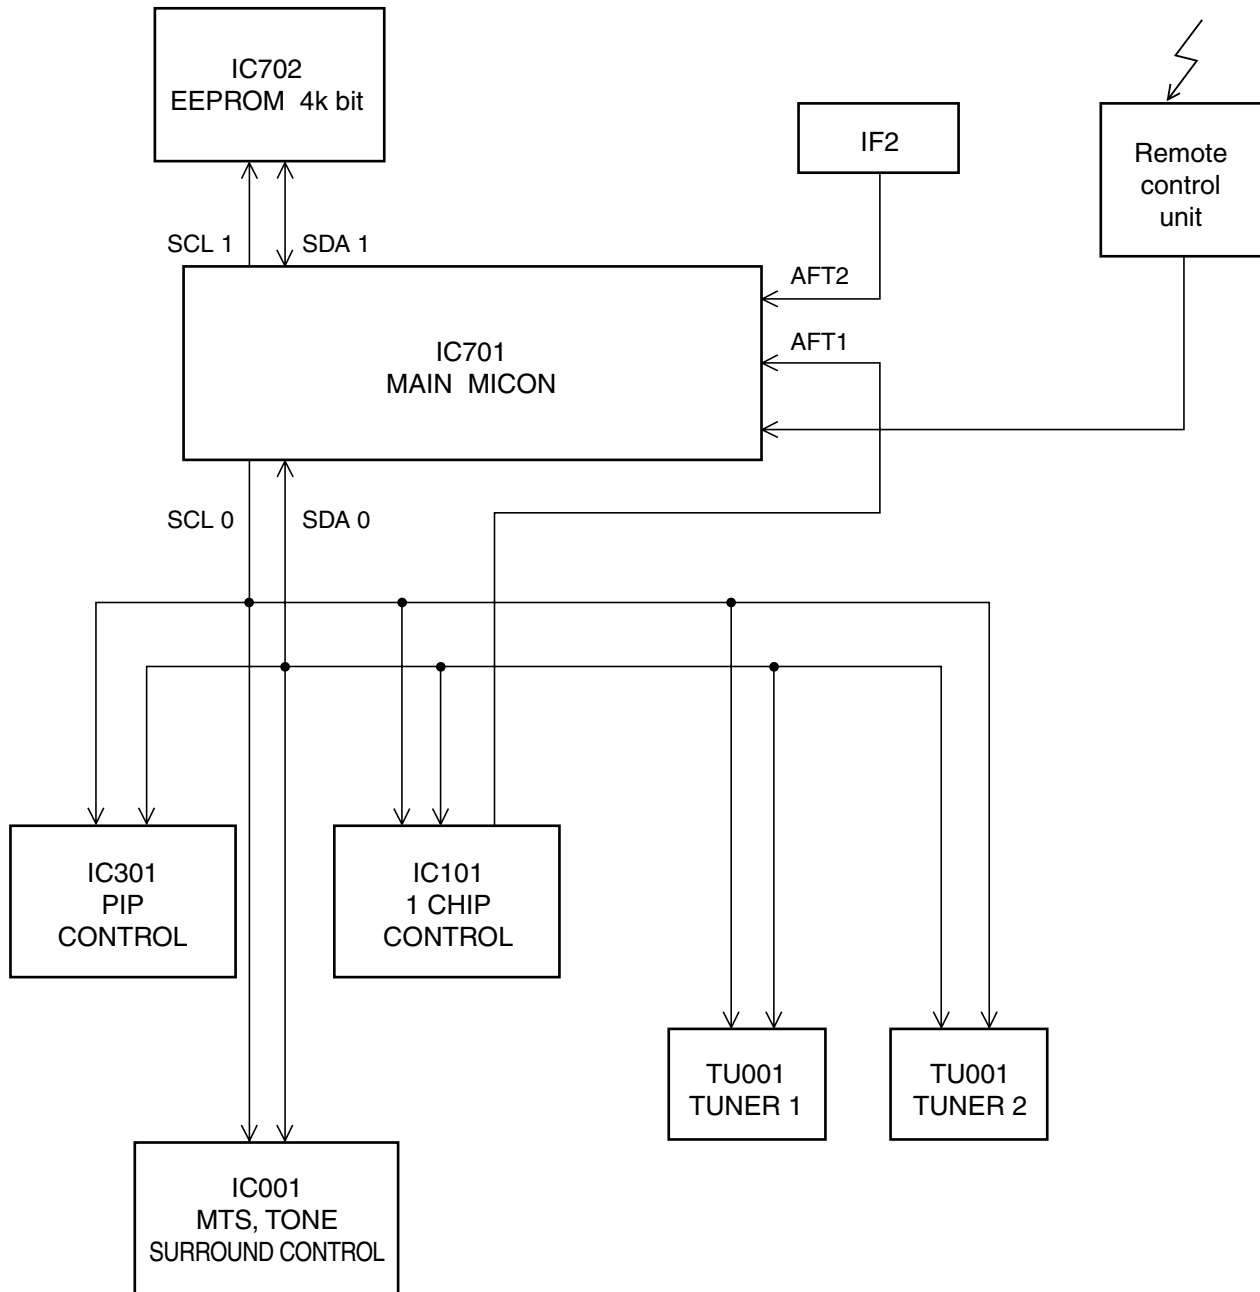 IC702
EEPROM 4k bit
IF2
Remote
control
unit
SCL 1
SDA 1
AFT2
AFT1
IC701
MAIN MICON
SCL 0
SDA 0
IC301
PIP
CONTROL
IC101
1 CHIP
CONTROL
TU001
TUNER 1
TU001
TUNER 2
IC001
MTS, TONE
SURROUND CONTROL